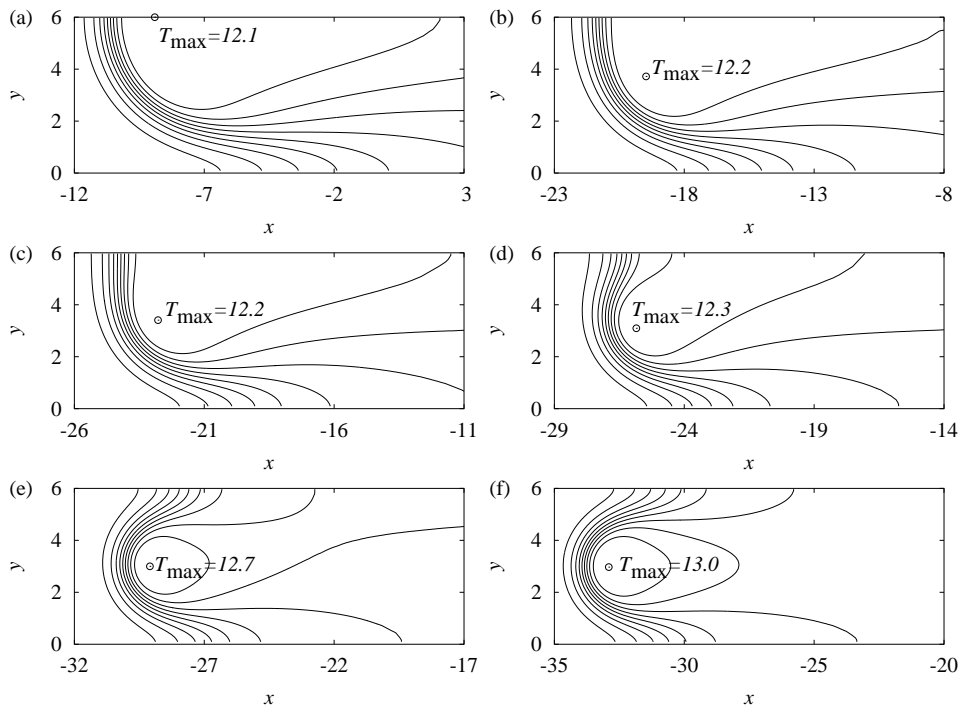 (a)
6
4
2
0
y
T_max=12.1
-12 -7 -2 3
x
(b)
6
4
2
0
y
T_max=12.2
-23 -18 -13 -8
x
(c)
6
4
2
0
y
T_max=12.2
-26 -21 -16 -11
x
(d)
6
4
2
0
y
T_max=12.3
-29 -24 -19 -14
x
(e)
6
4
2
0
y
T_max=12.7
-32 -27 -22 -17
x
(f)
6
4
2
0
y
T_max=13.0
-35 -30 -25 -20
x